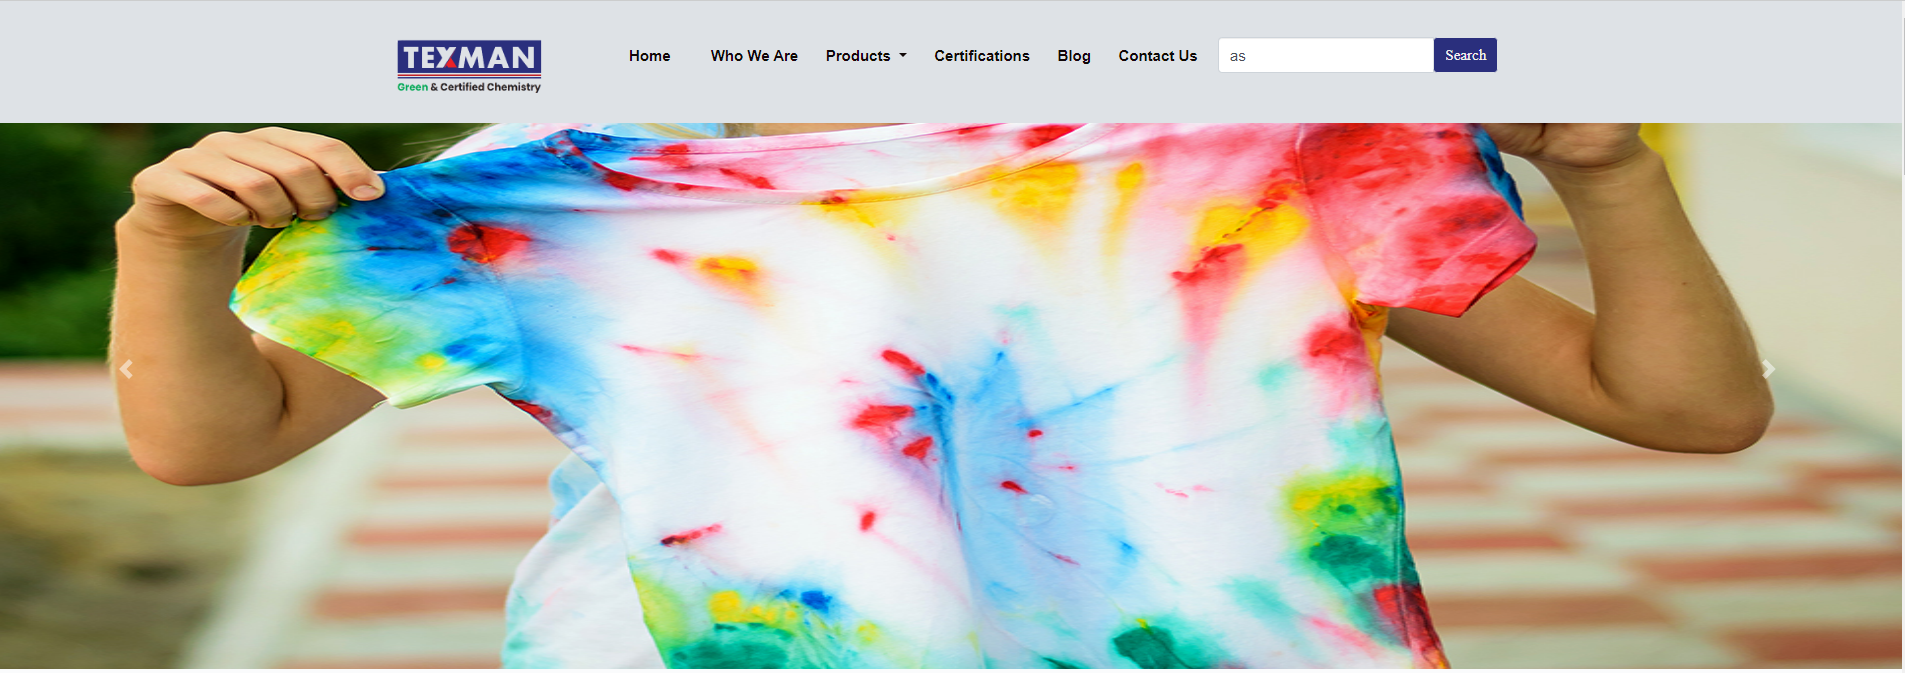 TEXMAN
Green & Certified Chemistry
Home Who We Are Products Certifications Blog Contact Us as Search